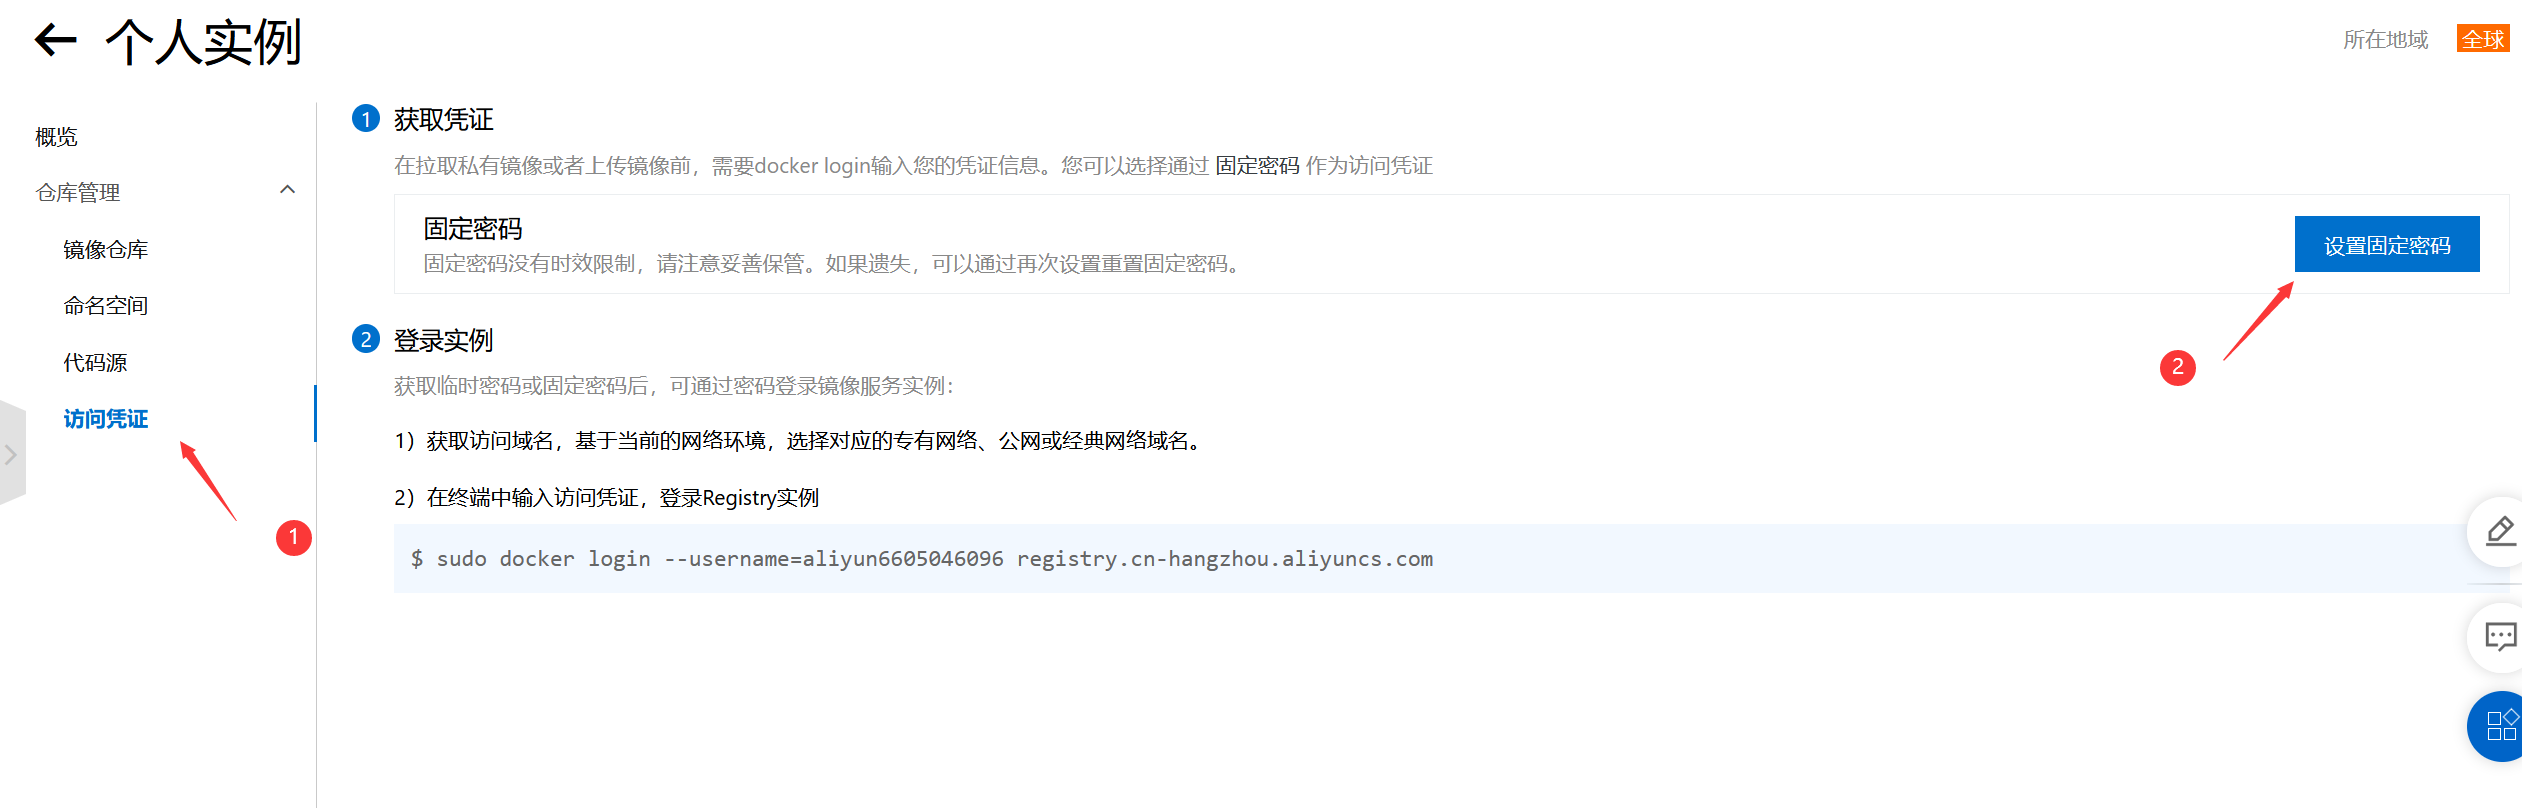 个人实例
所在地域 全球
概览
仓库管理
镜像仓库
命名空间
代码源
访问凭证
1
1 获取凭证
在拉取私有镜像或者上传镜像前，需要docker login输入您的凭证信息。您可以选择通过 固定密码 作为访问凭证
固定密码
固定密码没有时效限制，请注意妥善保管。如果遗失，可以通过再次设置重置固定密码。
设置固定密码
2
2 登录实例
获取临时密码或固定密码后，可通过密码登录镜像服务实例：
1）获取访问域名，基于当前的网络环境，选择对应的专有网络、公网或经典网络域名。
2）在终端中输入访问凭证，登录Registry实例
$ sudo docker login --username=aliyun6605046096 registry.cn-hangzhou.aliyuncs.com